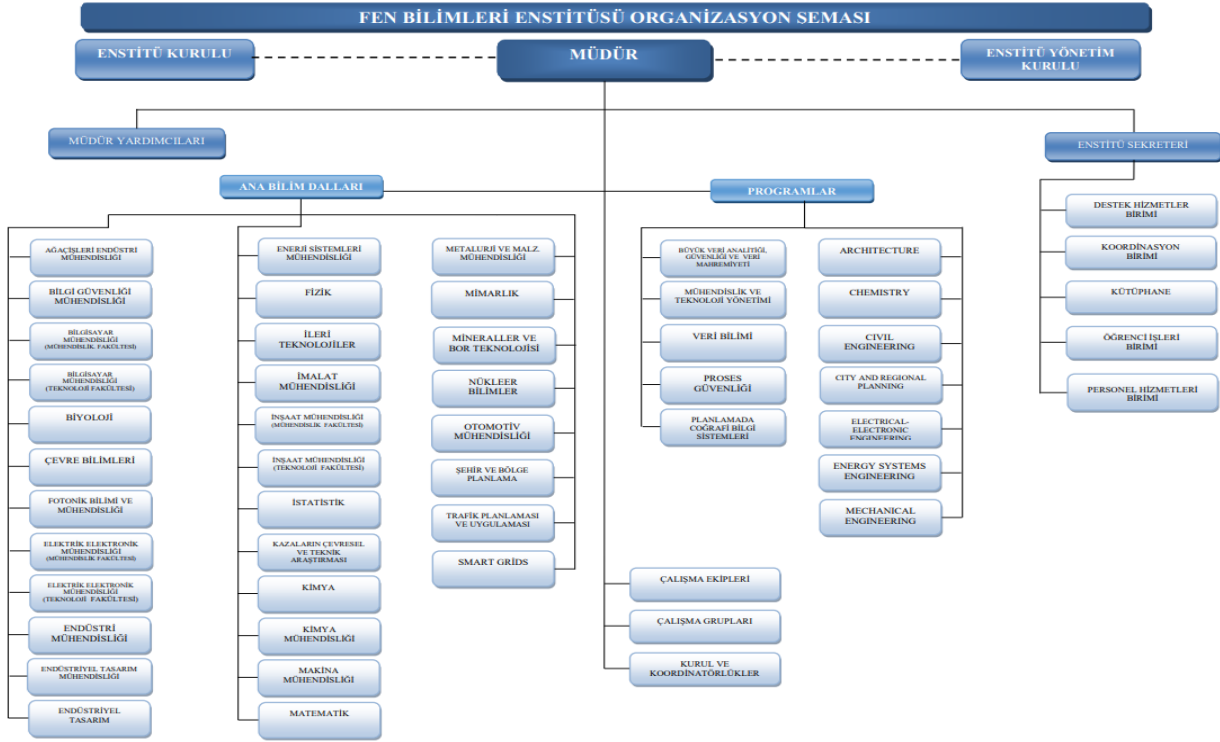 FEN BİLİMLERİ ENSTİTÜSÜ ORGANİZASYON ŞEMASI
ENSTİTÜ KURULU
MÜDÜR
ENSTİTÜ YÖNETİM
KURULU
MÜDÜR YARDIMCILARI
ENSTİTÜ SEKRETERİ
ANA BİLİM DALLARI
PROGRAMLAR
AĞAÇİŞLERİ ENDÜSTRİ
MÜHENDİSLİĞİ
BİLGİ GÜVENLİĞİ
MÜHENDİSLİĞİ
BİLGİSAYAR
MÜHENDİSLİĞİ
(MÜHENDİSLİK FAKÜLTESİ)
BİLGİSAYAR
MÜHENDİSLİĞİ
(TEKNOLOJİ FAKÜLTESİ)
BİYOLOJİ
ÇEVRE BİLİMLERİ
FOTONİK BİLİMİ VE
MÜHENDİSLİĞİ
ELEKTRİK ELEKTRONİK
MÜHENDİSLİĞİ
(MÜHENDİSLİK FAKÜLTESİ)
ELEKTRİK ELEKTRONİK
MÜHENDİSLİĞİ
(TEKNOLOJİ FAKÜLTESİ)
ENDÜSTRİ
MÜHENDİSLİĞİ
ENDÜSTRİYEL TASARIM
MÜHENDİSLİĞİ
ENDÜSTRİYEL
TASARIM
ENERJİ SİSTEMLERİ
MÜHENDİSLİĞİ
FİZİK
İLERİ
TEKNOLOJİLER
İMALAT
MÜHENDİSLİĞİ
İNŞAAT MÜHENDİSLİĞİ
(MÜHENDİSLİK FAKÜLTESİ)
İNŞAAT MÜHENDİSLİĞİ
(TEKNOLOJİ FAKÜLTESİ)
İSTATİSTİK
KAZALARIN ÇEVRESEL
VE TEKNİK
ARAŞTIRMASI
KİMYA
KİMYA
MÜHENDİSLİĞİ
MAKİNA
MÜHENDİSLİĞİ
MATEMATİK
METALURJİ VE MALZ.
MÜHENDİSLİĞİ
MİMARLIK
MİNERALLER VE
BOR TEKNOLOJİSİ
NÜKLEER
BİLİMLER
OTOMOTİV
MÜHENDİSLİĞİ
ŞEHİR VE BÖLGE
PLANLAMA
TRAFİK PLANLAMASI
VE UYGULAMASI
SMART GRİDS
BÜYÜK VERİ ANALİTİĞİ,
GÜVENLİĞİ VE VERİ
MAHREMİYETİ
MÜHENDİSLİK VE
TEKNOLOJİ YÖNETİMİ
VERİ BİLİMİ
PROSES
GÜVENLİĞİ
PLANLAMADA
COĞRAFİ BİLGİ
SİSTEMLERİ
ARCHITECTURE
CHEMISTRY
CIVIL
ENGINEERING
CITY AND REGIONAL
PLANNING
ELECTRICAL-
ELECTRONIC
ENGINEERING
ENERGY SYSTEMS
ENGINEERING
MECHANICAL
ENGINEERING
ÇALIŞMA EKİPLERİ
ÇALIŞMA GRUPLARI
KURUL VE
KOORDİNATÖRLÜKLER
DESTEK HİZMETLER
BİRİMİ
KOORDİNASYON
BİRİMİ
KÜTÜPHANE
ÖĞRENCİ İŞLERİ
BİRİMİ
PERSONEL HİZMETLERİ
BİRİMİ